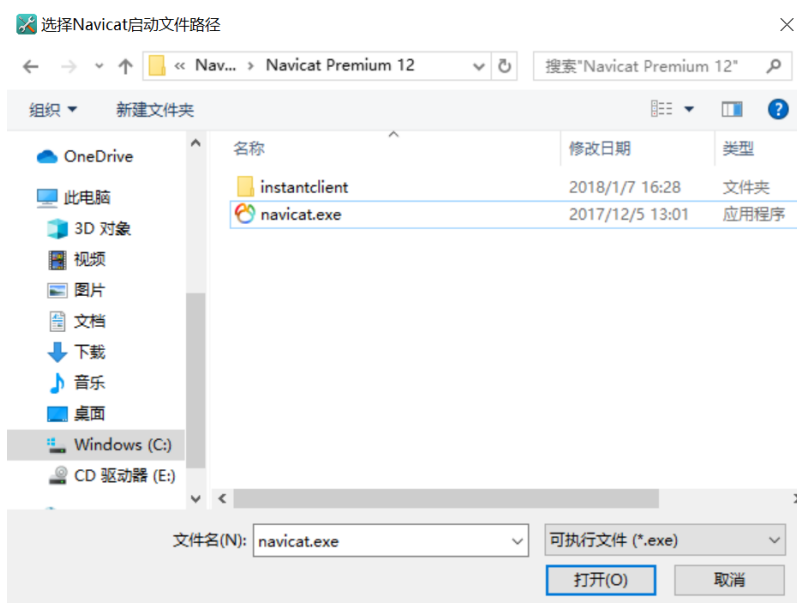 选择Navicat启动文件路径
« Nav... › Navicat Premium 12
搜索"Navicat Premium 12"
组织
新建文件夹
名称 修改日期 类型
OneDrive
此电脑
3D 对象
视频
图片
文档
下载
音乐
桌面
Windows (C:)
CD 驱动器 (E:)
instantclient 2018/1/7 16:28 文件夹
navicat.exe 2017/12/5 13:01 应用程序
文件名(N): navicat.exe
可执行文件 (*.exe)
打开(O) 取消